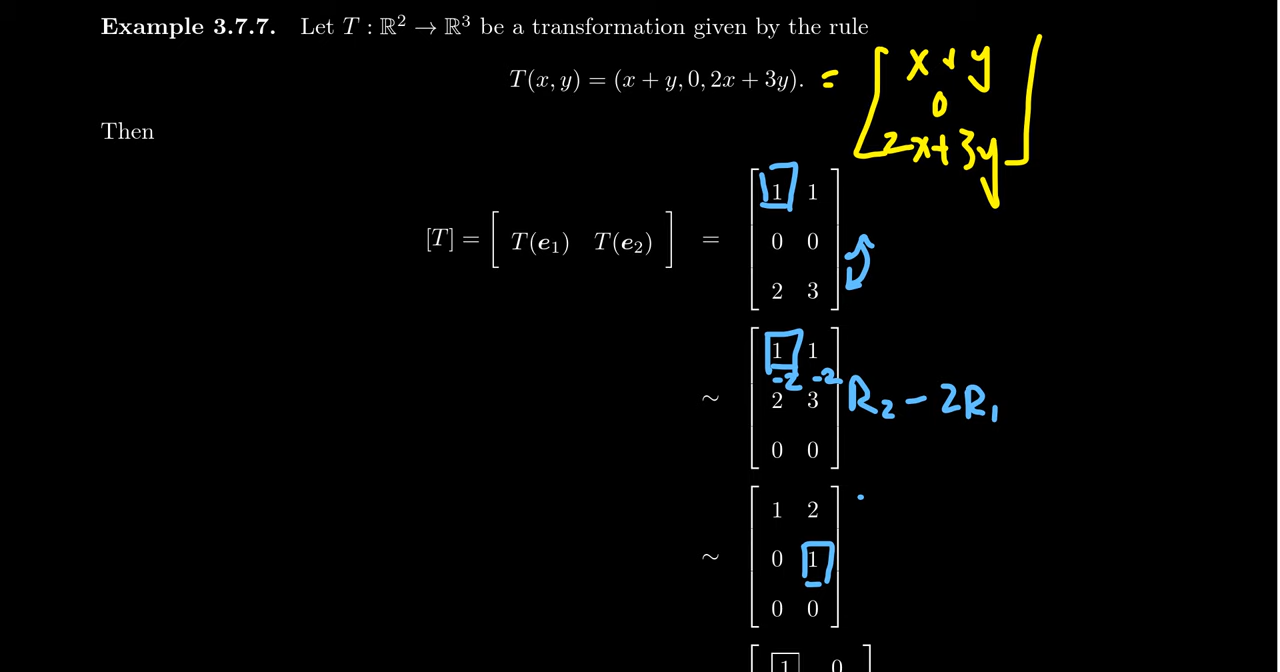 Example 3.7.7. Let T : ℝ² → ℝ³ be a transformation given by the rule
T(x, y) = (x + y, 0, 2x + 3y). = [ x + y
0
2x + 3y ]
Then
[T] = [ T(e₁) T(e₂) ] = [ 1 1
0 0
2 3 ]
~ [ 1 1
-2 -2
2 3 R₂ - 2R₁
0 0 ]
~ [ 1 2
0 1
0 0 ]
[ 1 0